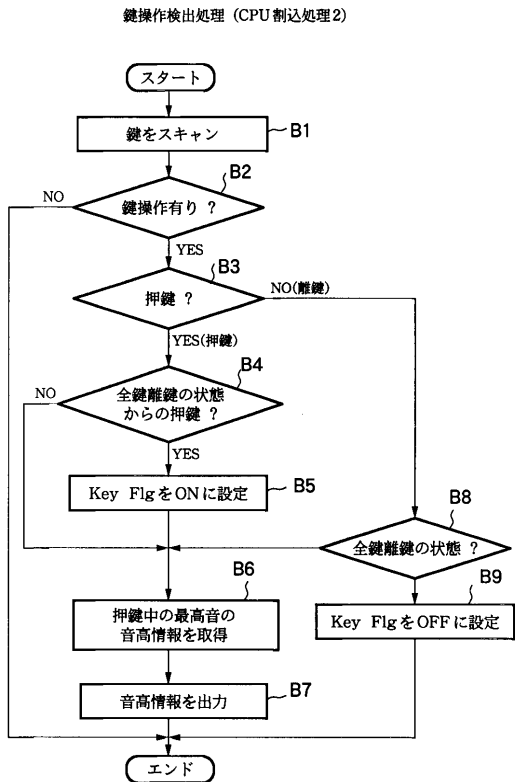 鍵操作検出処理 (CPU割込処理2)
スタート
鍵をスキャン
B1
B2
鍵操作有り ?
NO
YES
B3
押鍵 ?
NO(離鍵)
YES(押鍵)
B4
全鍵離鍵の状態
からの押鍵 ?
NO
YES
Key FlgをONに設定
B5
B8
全鍵離鍵の状態 ?
B9
Key FlgをOFFに設定
B6
押鍵中の最高音の
音高情報を取得
音高情報を出力
B7
エンド